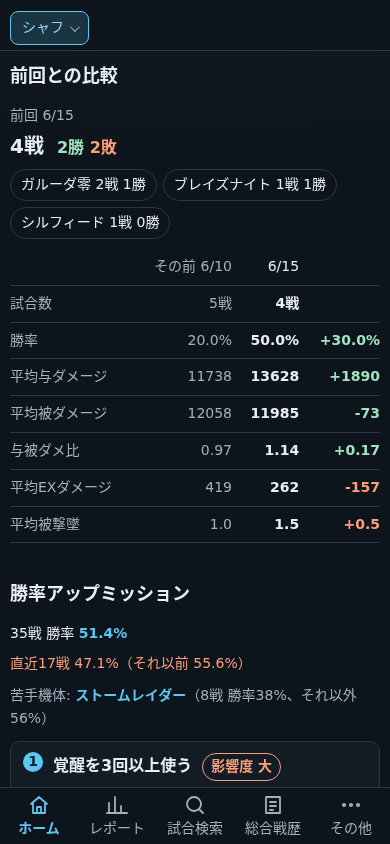 シャフ
前回との比較
前回 6/15
4戦 2勝 2敗
ガルーダ零 2戦 1勝 ブレイズナイト 1戦 1勝
シルフィード 1戦 0勝
その前 6/10 6/15
試合数 5戦 4戦
勝率 20.0% 50.0% +30.0%
平均与ダメージ 11738 13628 +1890
平均被ダメージ 12058 11985 -73
与被ダメ比 0.97 1.14 +0.17
平均EXダメージ 419 262 -157
平均被撃墜 1.0 1.5 +0.5
勝率アップミッション
35戦 勝率 51.4%
直近17戦 47.1%（それ以前 55.6%）
苦手機体: ストームレイダー（8戦 勝率38%、それ以外
56%）
1 覚醒を3回以上使う 影響度 大
ホーム レポート 試合検索 総合戦歴 その他